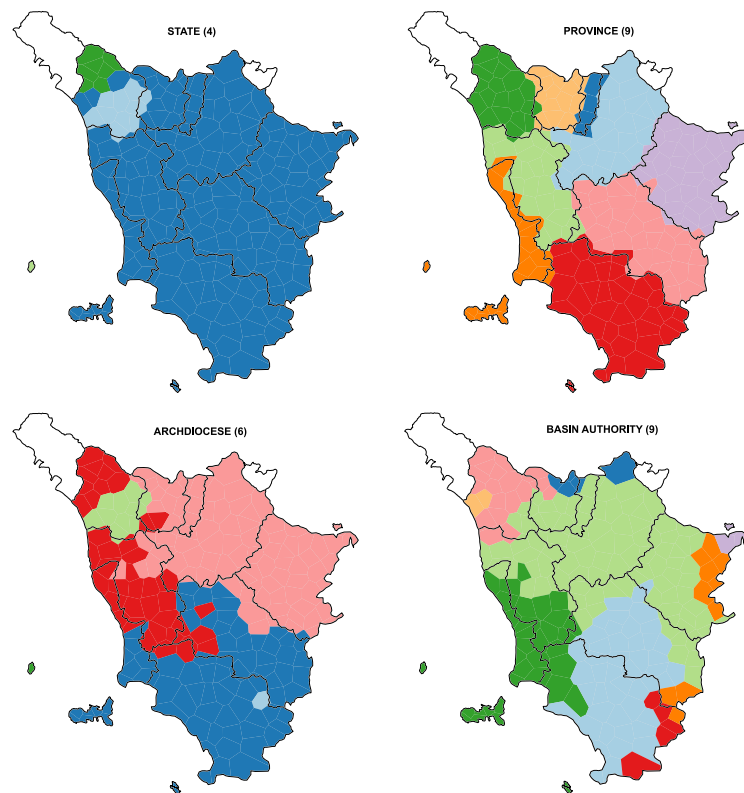 STATE (4)
PROVINCE (9)
ARCHDIOCESE (6)
BASIN AUTHORITY (9)